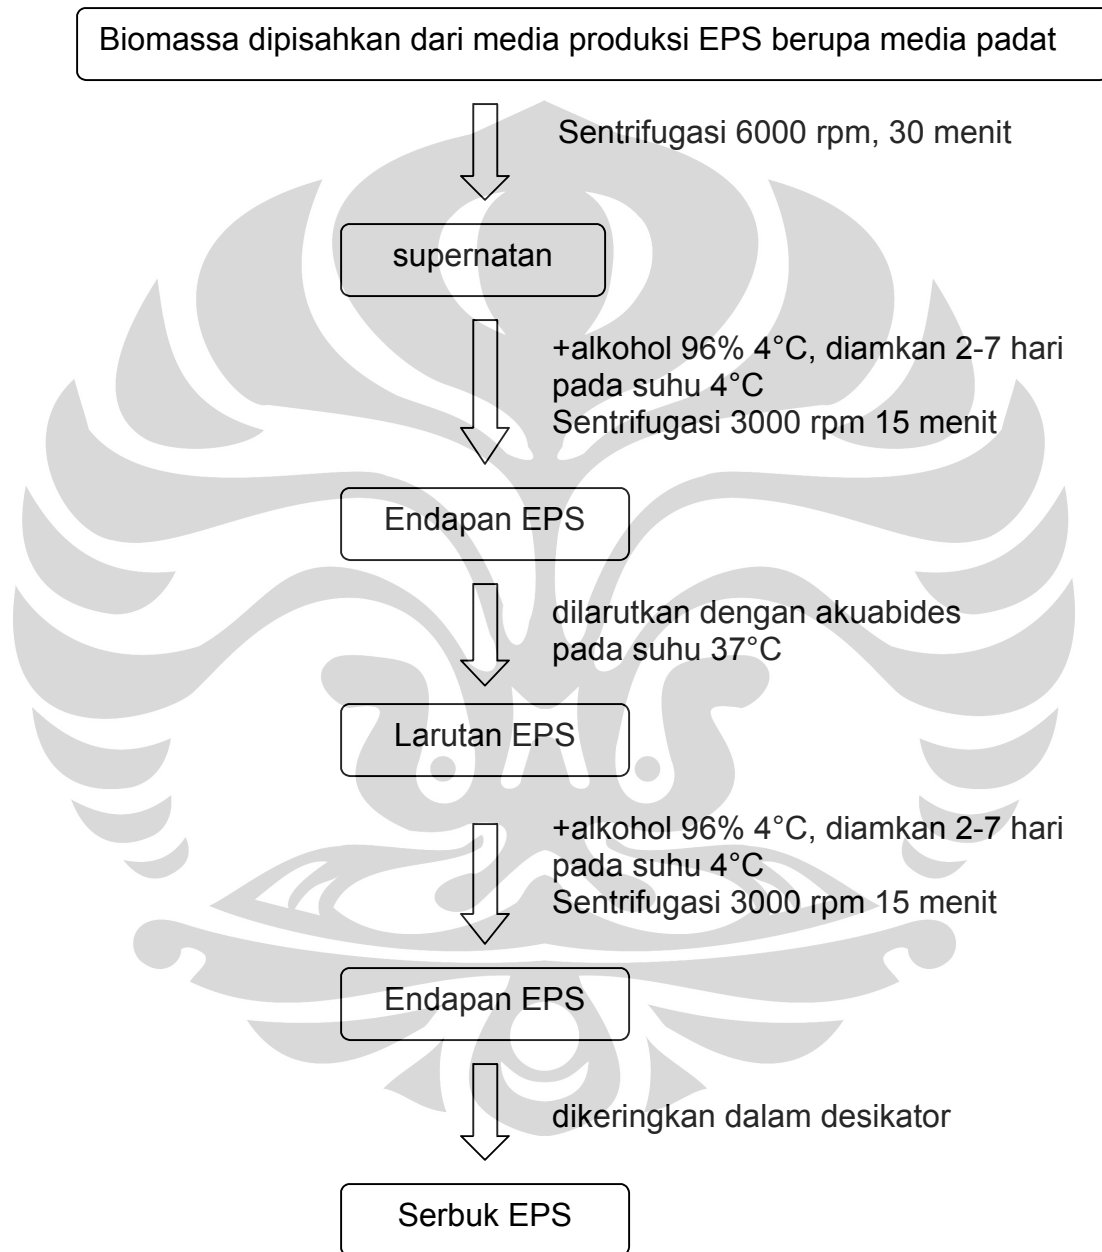 Biomassa dipisahkan dari media produksi EPS berupa media padat
Sentrifugasi 6000 rpm, 30 menit
supernatan
+alkohol 96% 4°C, diamkan 2-7 hari
pada suhu 4°C
Sentrifugasi 3000 rpm 15 menit
Endapan EPS
dilarutkan dengan akuabides
pada suhu 37°C
Larutan EPS
+alkohol 96% 4°C, diamkan 2-7 hari
pada suhu 4°C
Sentrifugasi 3000 rpm 15 menit
Endapan EPS
dikeringkan dalam desikator
Serbuk EPS